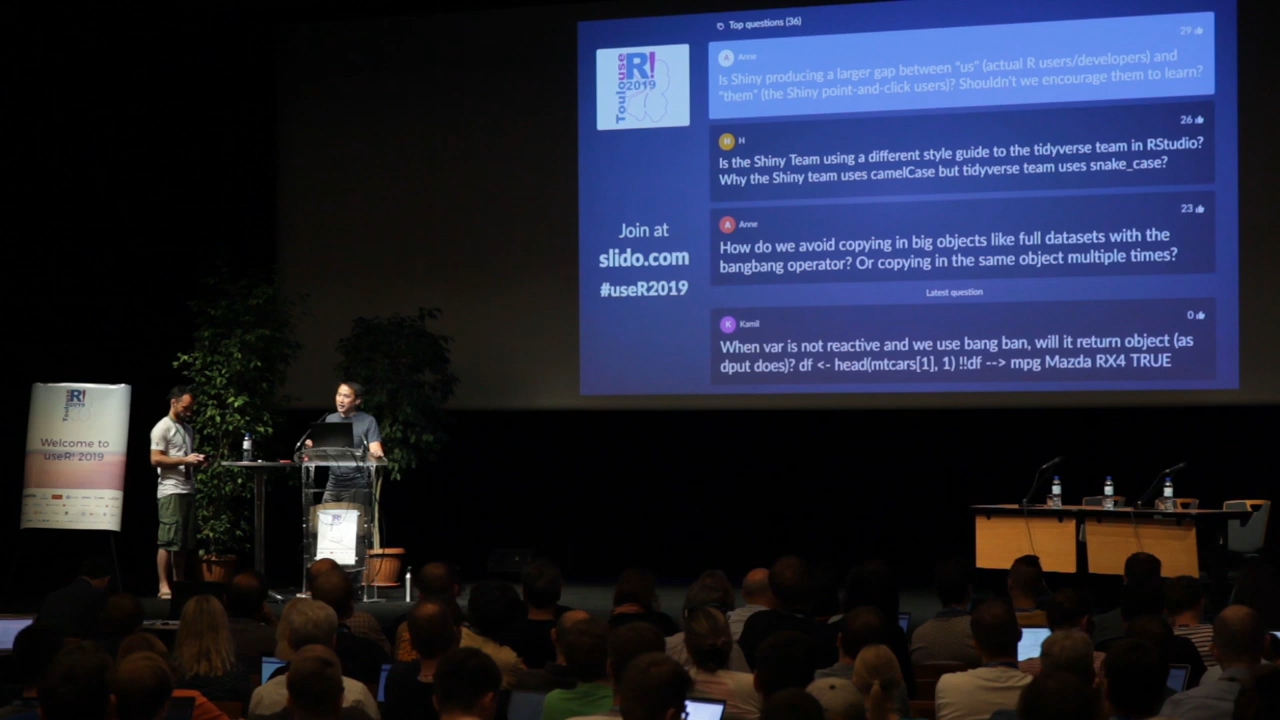 Top questions (36)
Toulouse
R!
2019
A Anne
29
Is Shiny producing a larger gap between "us" (actual R users/developers) and
"them" (the Shiny point-and-click users)? Shouldn't we encourage them to learn?
H H
26
Is the Shiny Team using a different style guide to the tidyverse team in RStudio?
Why the Shiny team uses camelCase but tidyverse team uses snake_case?
A Anne
23
How do we avoid copying in big objects like full datasets with the
bangbang operator? Or copying in the same object multiple times?
Join at
slido.com
#useR2019
Latest question
K Kamil
0
When var is not reactive and we use bang ban, will it return object (as
dput does)? df <- head(mtcars[1], 1) !!df --> mpg Mazda RX4 TRUE
Toulouse
R!
2019
Welcome to
useR! 2019